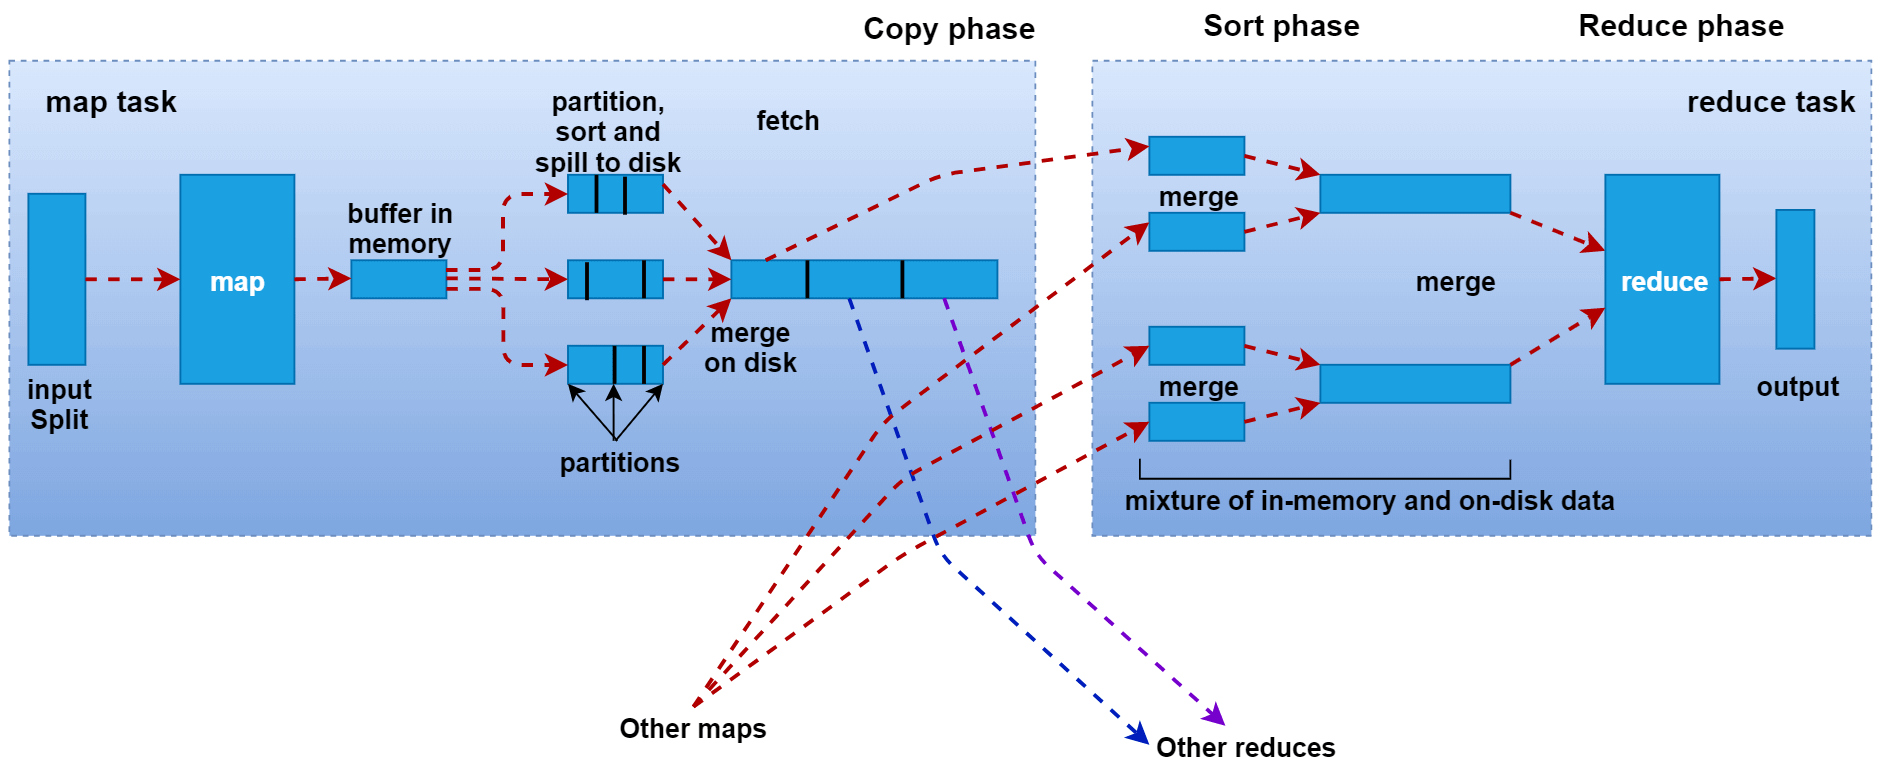 Copy phase
Sort phase
Reduce phase
map task
partition,
sort and
spill to disk
fetch
reduce task
buffer in
memory
map
merge
merge
reduce
merge
on disk
merge
input
Split
output
partitions
mixture of in-memory and on-disk data
Other maps
Other reduces